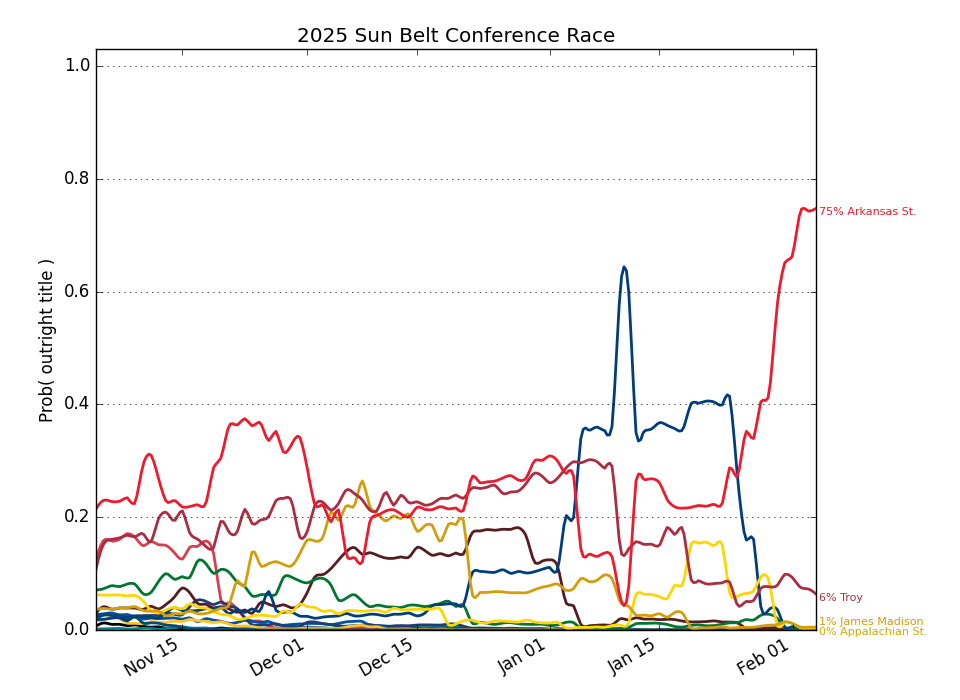 2025 Sun Belt Conference Race
1.0
0.8
0.6
0.4
0.2
0.0
Prob( outright title )
75% Arkansas St.
6% Troy
1% James Madison
0% Appalachian St.
Nov 15
Dec 01
Dec 15
Jan 01
Jan 15
Feb 01